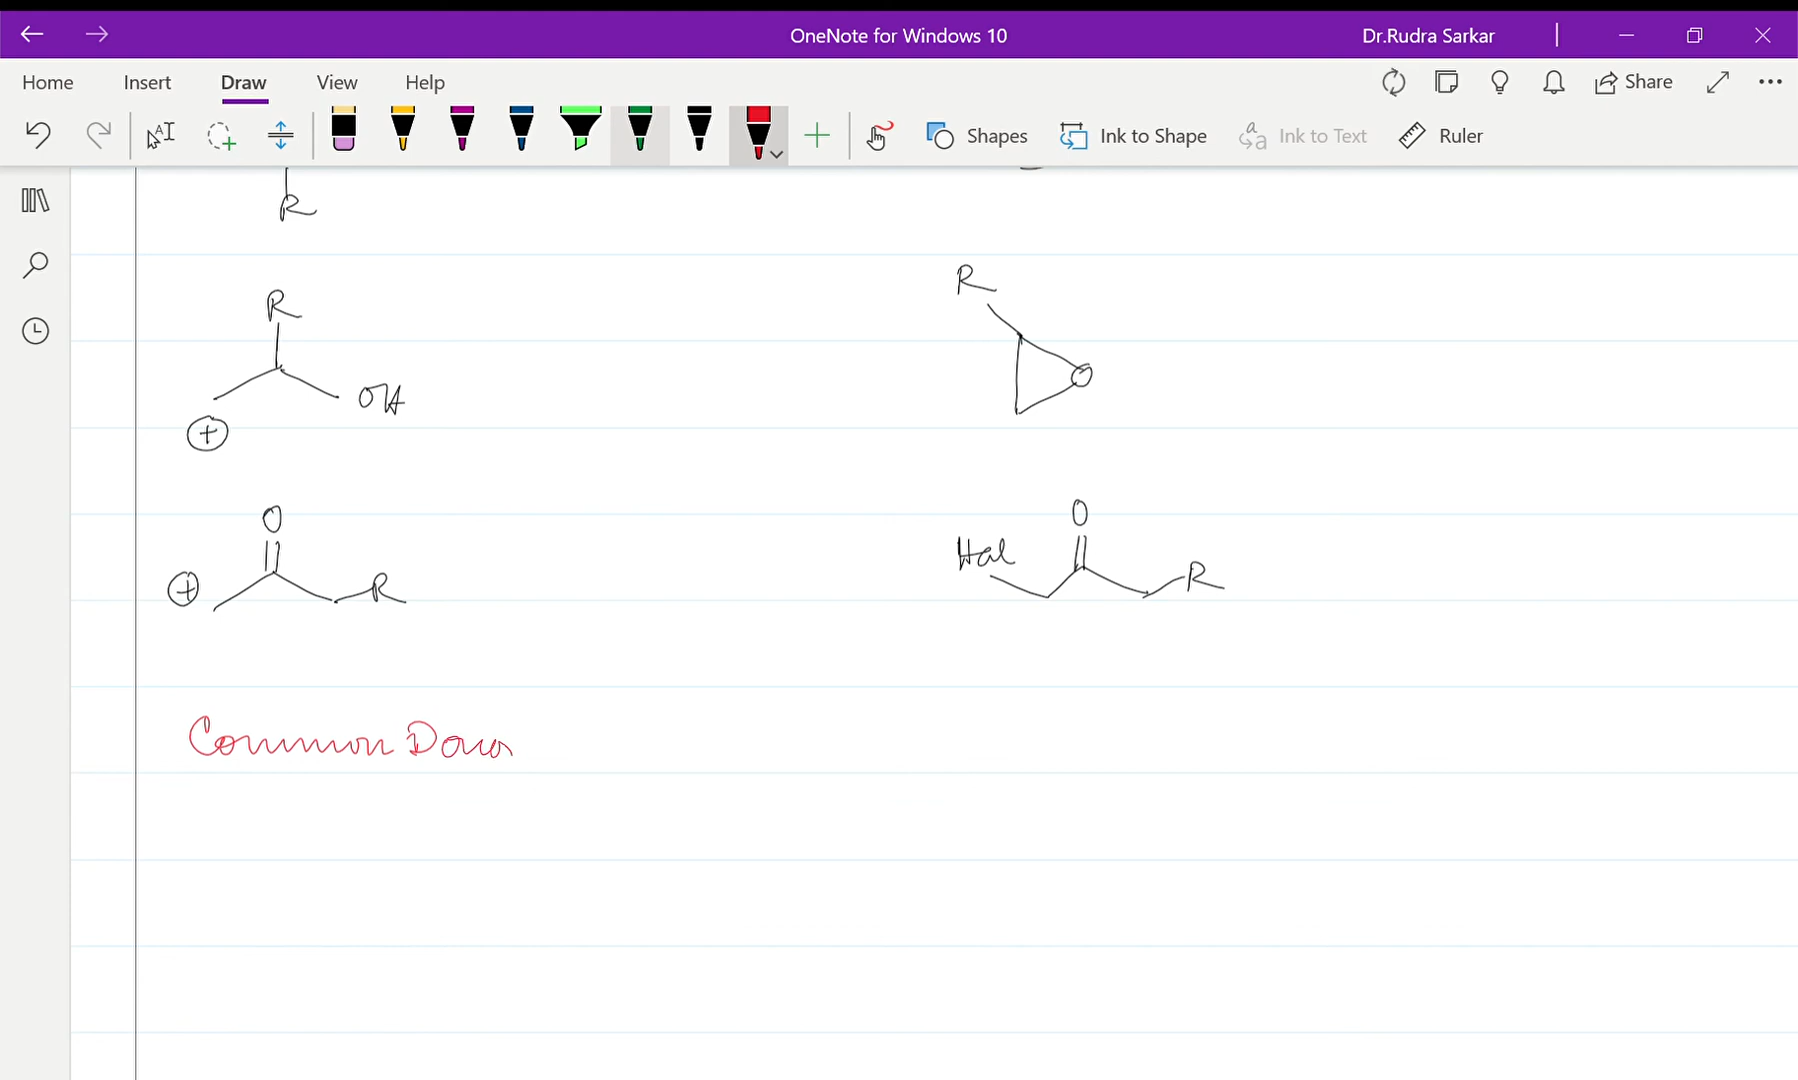 OneNote for Windows 10
Dr.Rudra Sarkar
Home Insert Draw View Help
Share
Shapes
Ink to Shape
Ink to Text
Ruler
R
R
R
OH
+
O
O
+
R
Hal
O
R
Common